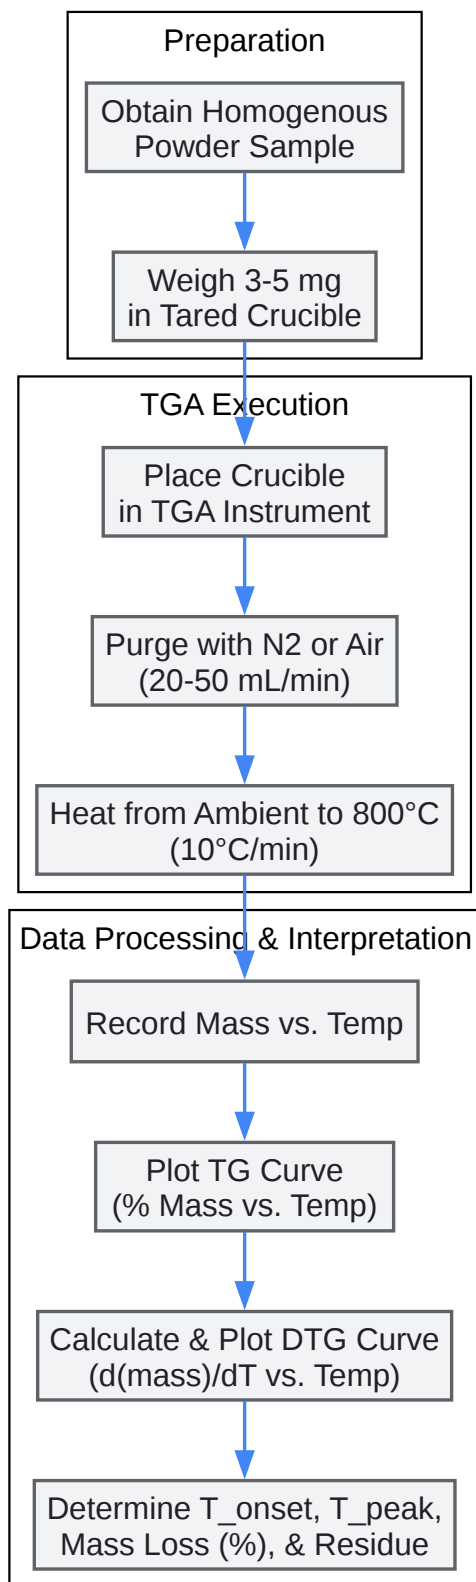 Preparation
Obtain Homogenous
Powder Sample
Weigh 3-5 mg
in Tared Crucible
TGA Execution
Place Crucible
in TGA Instrument
Purge with N2 or Air
(20-50 mL/min)
Heat from Ambient to 800°C
(10°C/min)
Data Processing & Interpretation
Record Mass vs. Temp
Plot TG Curve
(% Mass vs. Temp)
Calculate & Plot DTG Curve
(d(mass)/dT vs. Temp)
Determine T_onset, T_peak,
Mass Loss (%), & Residue